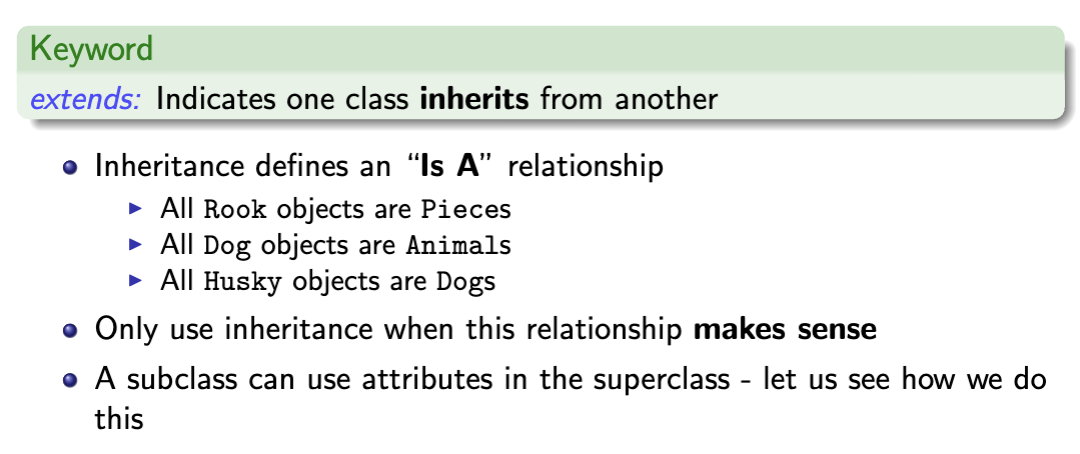 Keyword
extends: Indicates one class inherits from another
Inheritance defines an “Is A” relationship
All Rook objects are Pieces
All Dog objects are Animals
All Husky objects are Dogs
Only use inheritance when this relationship makes sense
A subclass can use attributes in the superclass - let us see how we do
this